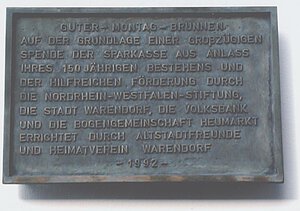 GUTER-MONTAG-BRUNNEN
AUF DER GRUNDLAGE EINER GROßZÜGIGEN
SPENDE DER SPARKASSE AUS ANLASS
IHRES 150 JÄHRIGEN BESTEHENS UND
DER HILFREICHEN FÖRDERUNG DURCH
DIE NORDRHEIN-WESTFALEN-STIFTUNG,
DIE STADT WARENDORF, DIE VOLKSBANK
UND DIE BOGENGEMEINSCHAFT HEUMARKT
ERRICHTET DURCH ALTSTADTFREUNDE
UND HEIMATVEREIN WARENDORF
- 1992 -